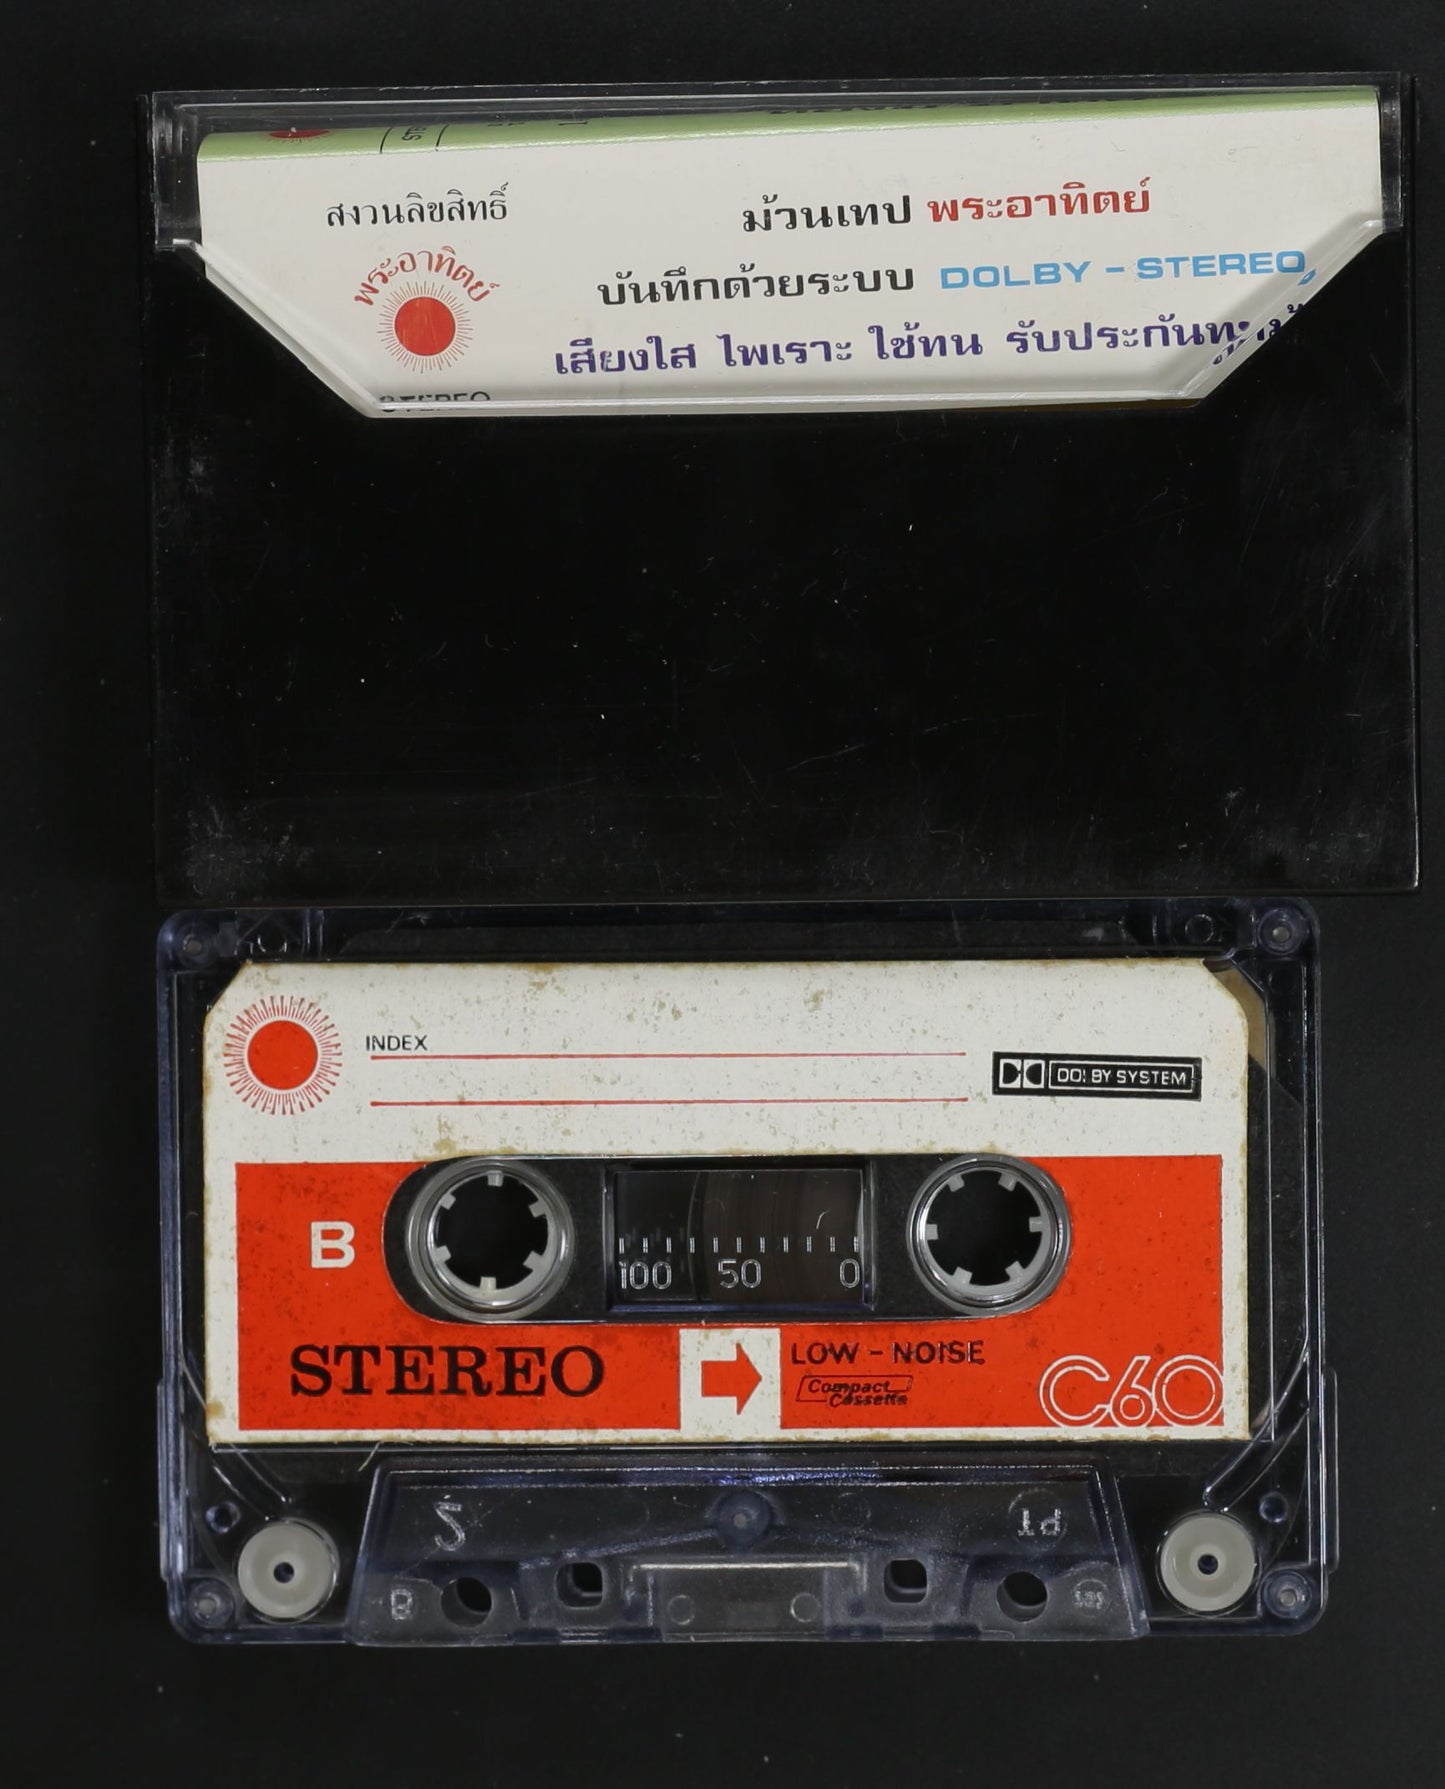 สงวนลิขสิทธิ์
พระอาทิตย์
STEREO
ม้วนเทป พระอาทิตย์
บันทึกด้วยระบบ DOLBY - STEREO
เสียงใส ไพเราะ ใช้ทน รับประกัน
INDEX
DOLBY SYSTEM
B
100 50 0
STEREO
LOW - NOISE
Compact
Cassette
C60
B